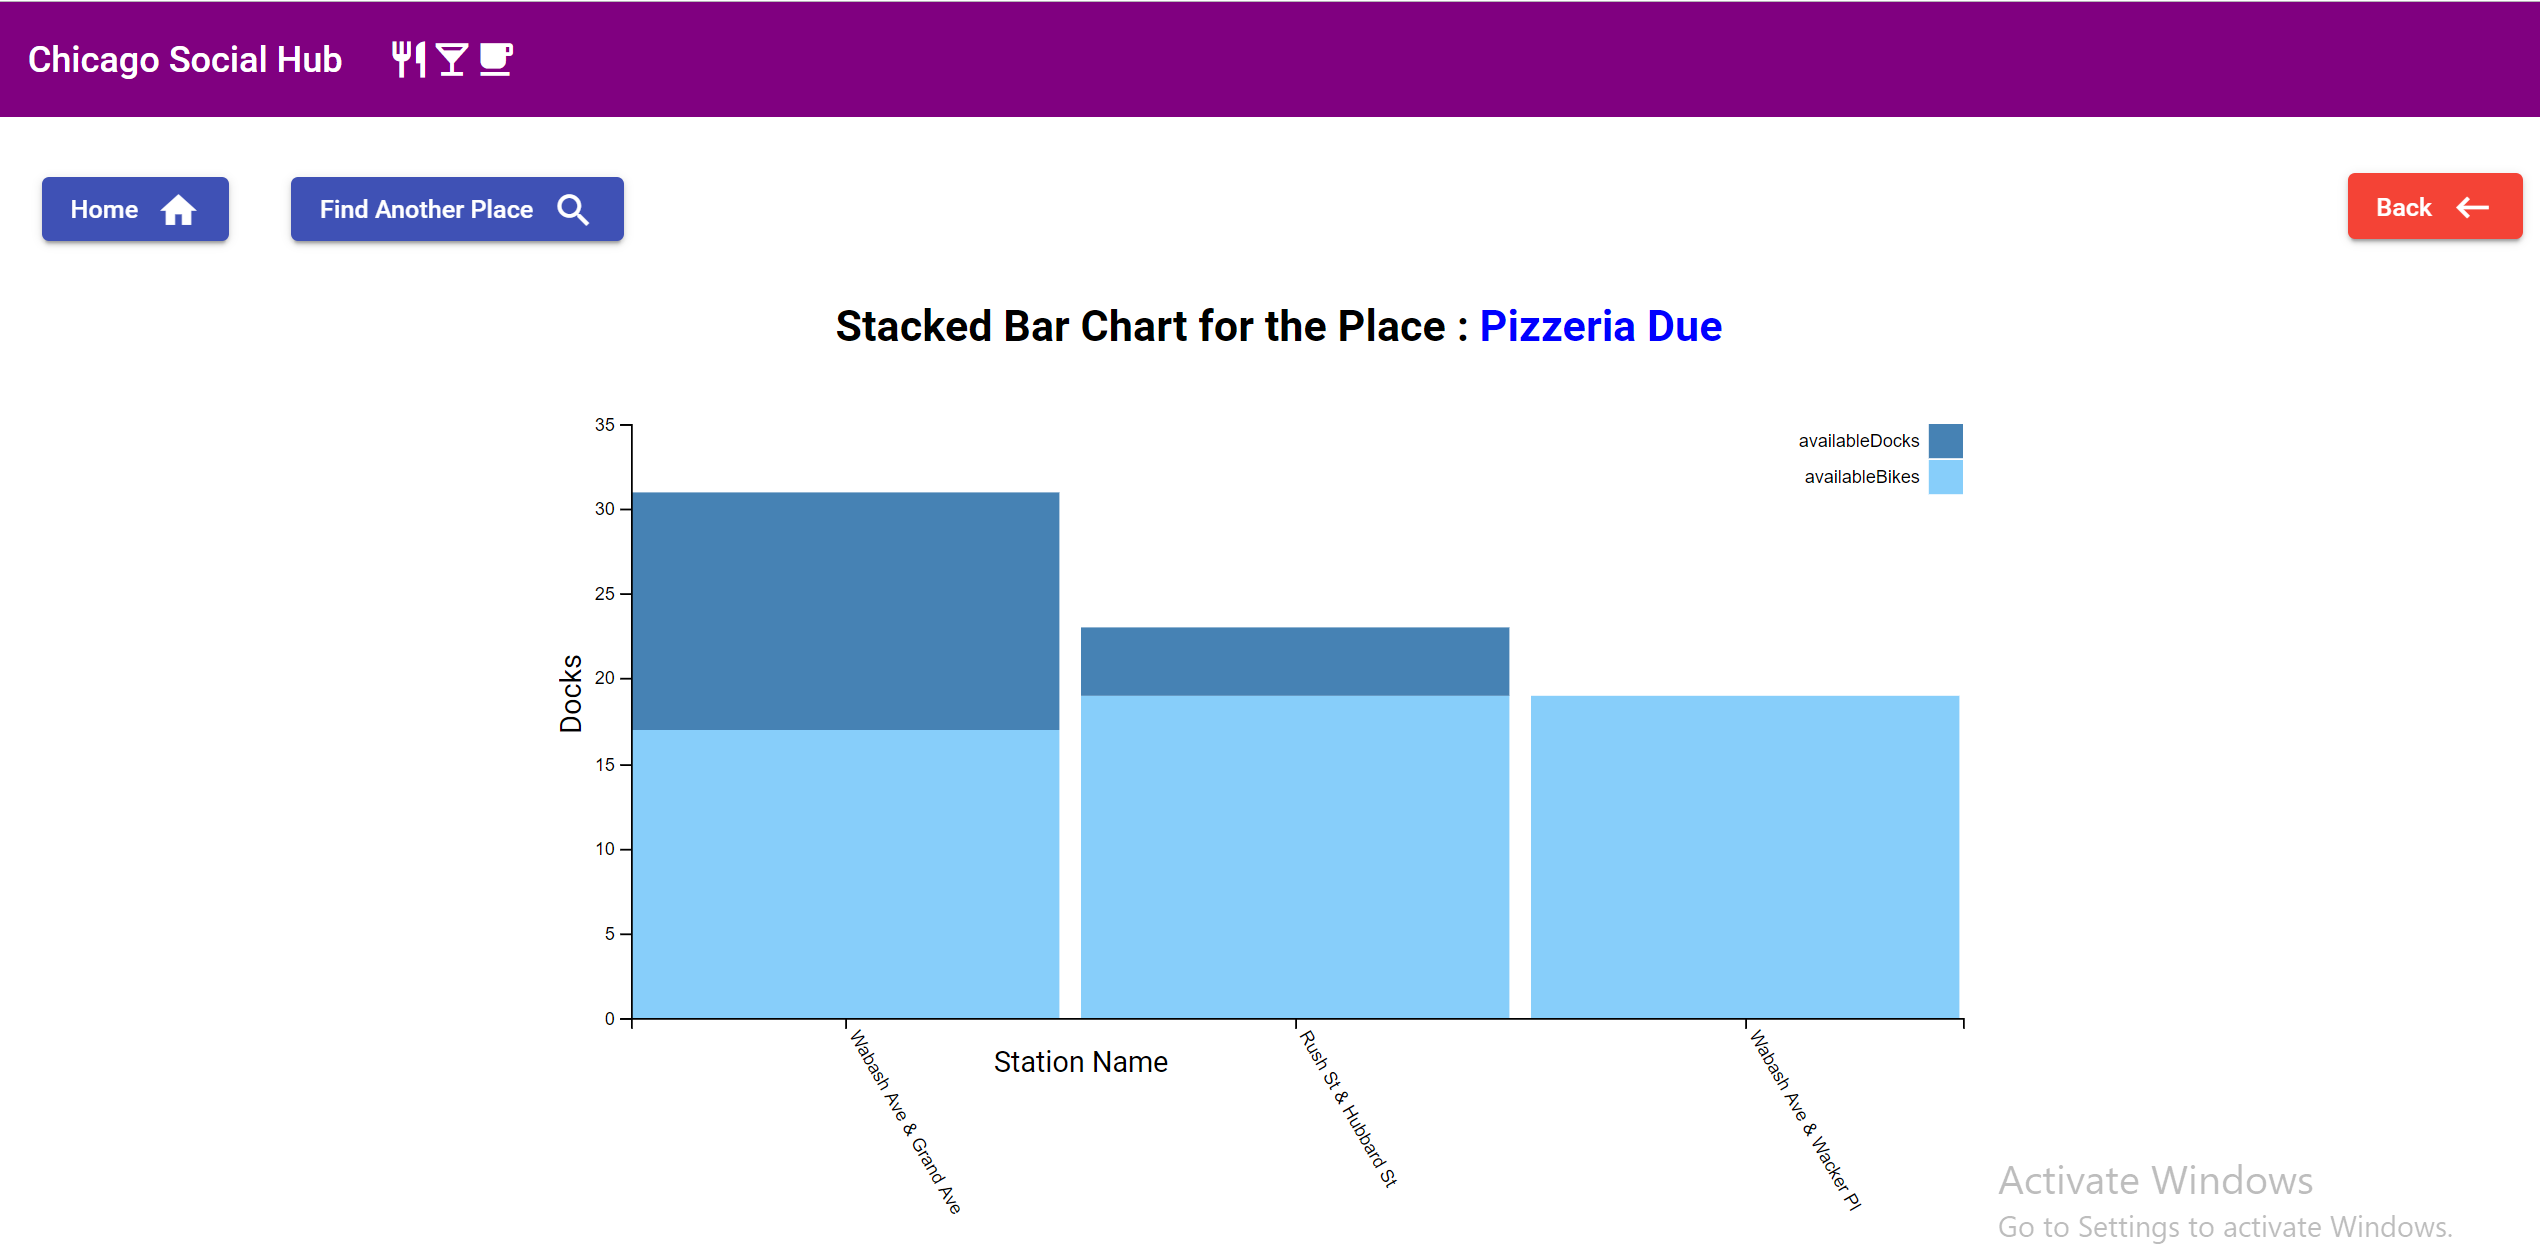 Chicago Social Hub
Home
Find Another Place
Back
Stacked Bar Chart for the Place : Pizzeria Due
availableDocks
availableBikes
35
30
25
20
15
10
5
0
Docks
Wabash Ave & Grand Ave
Rush St & Hubbard St
Wabash Ave & Wacker Pl
Station Name
Activate Windows
Go to Settings to activate Windows.